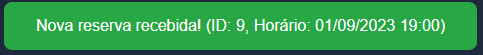 Nova reserva recebida! (ID: 9, Horário: 01/09/2023 19:00)